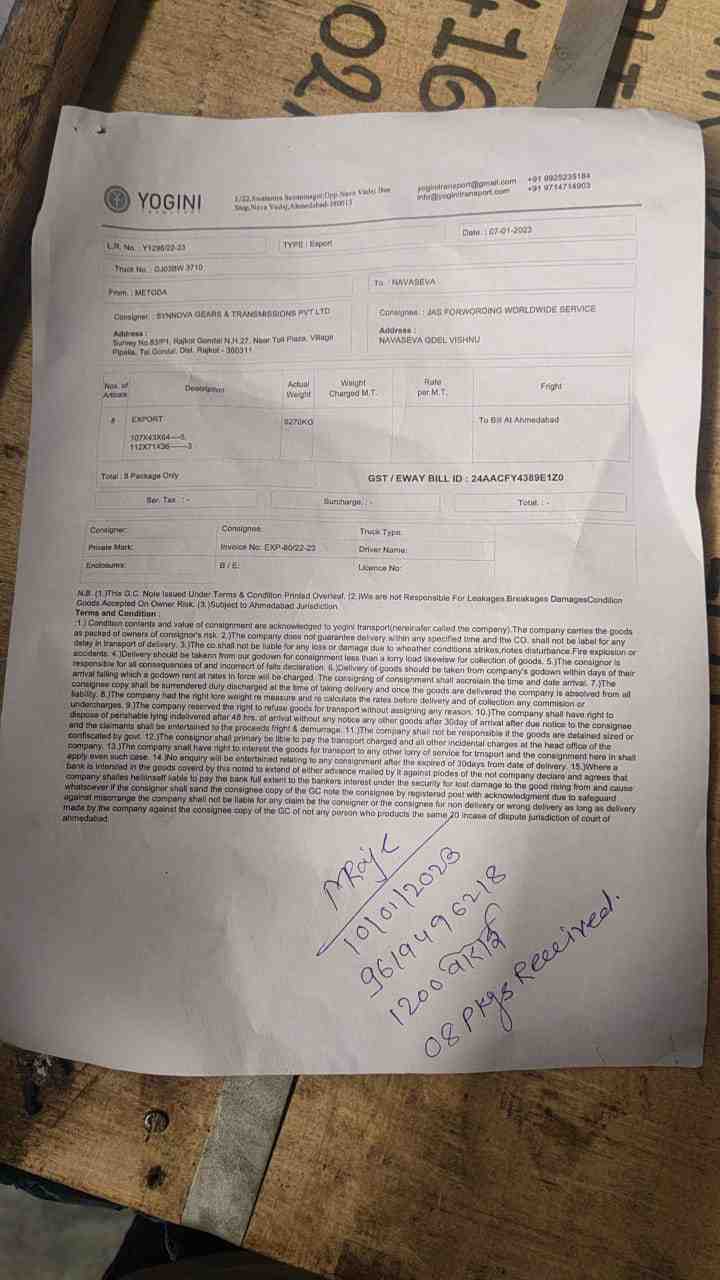 YOGINI
TRANSPORT
yoginitransport@gmail.com
info@yoginitransport.com
+91 9925235184
+91 9714714903
L.R. No. : Y1296/22-23
TYPE : Export
Date. : 07-01-2023
Truck No. : GJ03BW 3710
From. : METODA
To. : NAVASEVA
Consigner. : SYNNOVA GEARS & TRANSMISSIONS PVT LTD
Consignee. : JAS FORWORDING WORLDWIDE SERVICE
Address :
Survey No.83/P1, Rajkot Gondal N.H.27, Near Toll Plaza, Village
Pipalia, Tal.Gondal, Dist. Rajkot - 360311
Address :
NAVASEVA GDEL VISHNU
Nos. of Articals
Description
Actual Weight
Weight Charged M.T.
Rate per M.T.
Fright
8
EXPORT
8270KG
To Bill At Ahmedabad
107X43X64----5,
112X71X36-------3
Total : 8 Package Only
GST / EWAY BILL ID : 24AACFY4389E1Z0
Ser. Tax. : -
Surcharge. : -
Total. : -
Consigner:
Consignee:
Truck Type:
Private Mark:
Invoice No: EXP-80/22-23
Driver Name:
Enclosures:
B / E:
Licence No:
N.B. (1.)This G.C. Note Issued Under Terms & Condition Printed Overleaf. (2.)We are not Responsible For Leakages Breakages DamagesCondition
Goods Accepted On Owner Risk. (3.)Subject to Ahmedabad Jurisdiction.
Terms and Condition :
:1.) Condition contents and value of consignment are acknowledged to yogini transport(nereinafer called the company).The company carries the goods
as packed of owners of consignor's risk. 2.)The company does not guarantee delivery within any specified time and the CO. shall not be label for any
delay in transport of delivery. 3.)The co.shall not be liable for any loss or damage due to wheather conditions strikes,riotes disturbance.Fire explosion or
accidents. 4.)Delivery should be takenn from our godown for consignment less than a lorry load likewise for collection of goods. 5.)The consignor is
responsible for all consequences of and incorrect of falts declaration. 6.)Delivery of goods should be taken from company's godown within days of their
arrival failing which a godown rent at rates in force will be charged. The consigning of consignment shall ascreiain the time and date arrival. 7.)The
consignee copy shall be surrendered duly discharged at the time of taking delivery and once the goods are delivered the company is absolved from all
liability. 8.)The company had the right tore weight re measure and re calculats the rates before delivery and of collection any commision or
undercharges. 9.)The company reserved the right to refuse goods for transport without assigning any reason. 10.)The company shall have right to
dispose of perishable lying indelivered after 48 hrs. of arrival without any notice any other goods after 30day of arrival after due notice to the consignee
and the claimants shall be entertained to the proceeds fright & demurrage. 11.)The company shall not be responsible if the goods are detained sized or
confiscated by govt. 12.)The consignor shall primary be lible to pay the transport charged and all other incidental charges at the head office of the
company. 13.)The company shall have right to interest the goods for transport to any other lorry of service for trnsport and the consignment here in shall
apply even such case. 14.)No enquiry will be entertained relating to any consignment after the expired of 30days from date of delivery. 15.)Where a
bank is intended in the goods coverd by this noted to extend of either advance maled by it against plodes of the not company declare and agrees that
company shalles hellinself liable to pay the bank full extent to the bankers interest under the security for lost damage to the good rising from and cause
whatsoever if the consigner shall sand the consignee copy of the GC note the consignee by registered post with acknowledgment due to safeguard
against misorrange the company shall not be liable for any claim be the consigner or the consignee for non delivery or wrong delivery as long as delivery
made by the company against the consignee copy of the GC of not any person who products the same 20 incase of dispute jurisdiction of court of
ahmedabad.
10/01/2023
9619496218
1200 वाराई
08 Pkgs Received.